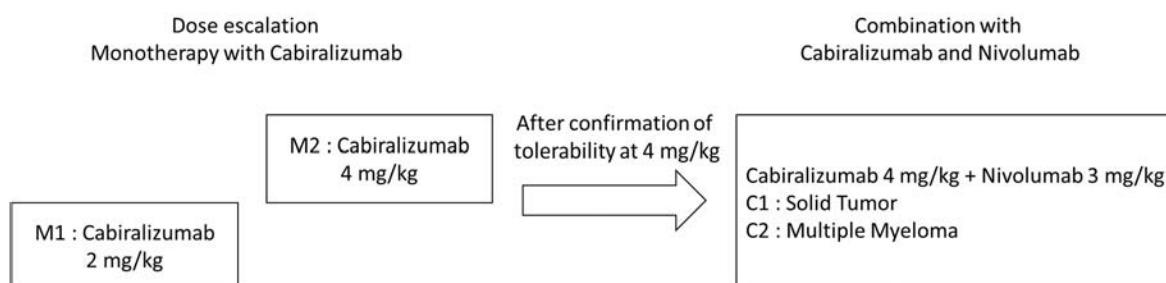 Dose escalation
Monotherapy with Cabiralizumab
Combination with
Cabiralizumab and Nivolumab
M1 : Cabiralizumab
2 mg/kg
M2 : Cabiralizumab
4 mg/kg
After confirmation of
tolerability at 4 mg/kg
Cabiralizumab 4 mg/kg + Nivolumab 3 mg/kg
C1 : Solid Tumor
C2 : Multiple Myeloma